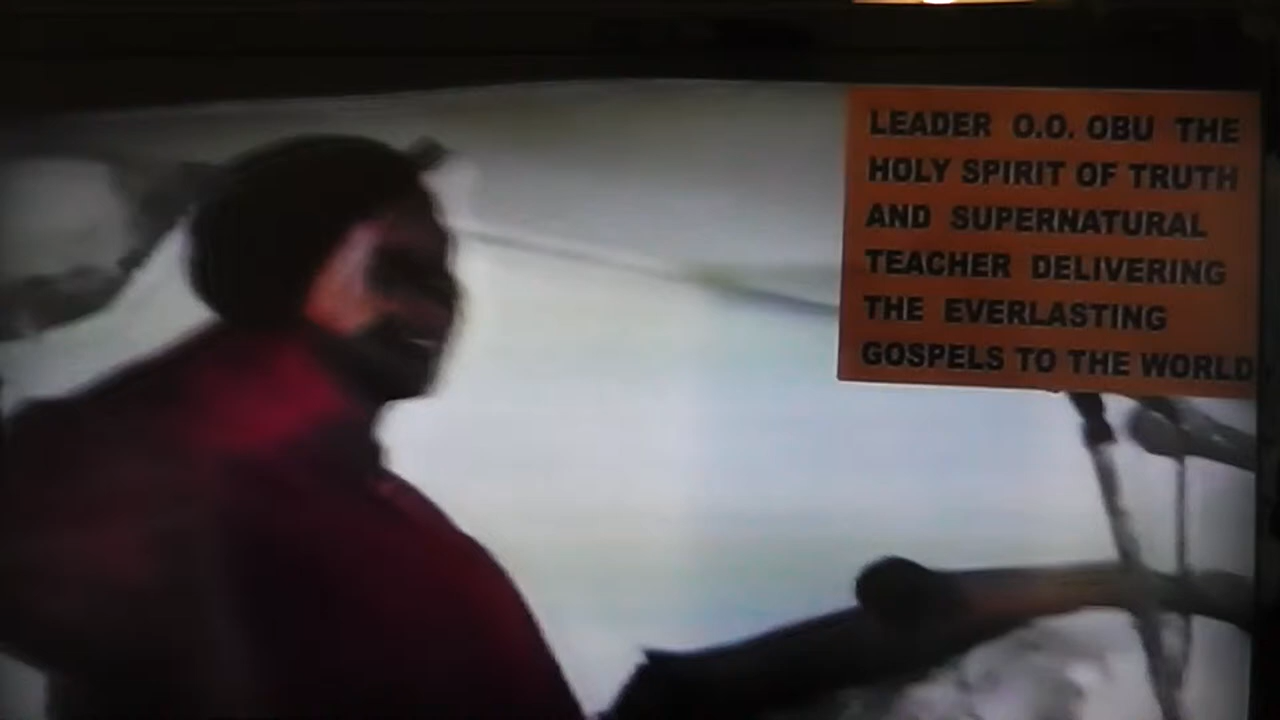 LEADER O.O. OBU THE
HOLY SPIRIT OF TRUTH
AND SUPERNATURAL
TEACHER DELIVERING
THE EVERLASTING
GOSPELS TO THE WORLD